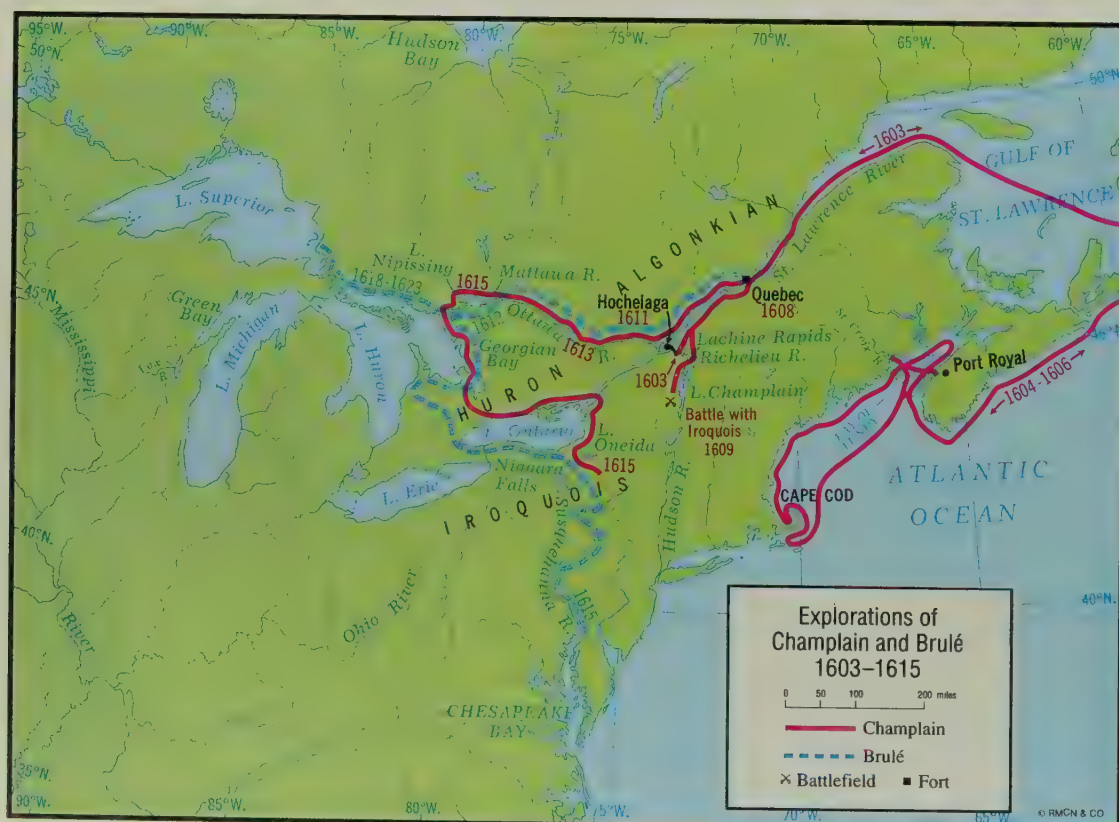 95°W.
90°W.
85°W.
80°W.
75°W.
70°W.
65°W.
60°W.
50°N.
50°N.
Hudson
Bay
←1603→
GULF OF
ST. LAWRENCE
St. Lawrence River
L. Superior
ALGONKIAN
L.
Nipissing
1618-1623
1615
Mattawa R.
45°N.
Mississippi
Green
Bay
Hochelaga
1611
Quebec
1608
Ottawa R.
1613
Georgian
Bay
L. Michigan
L. Huron
Lachine Rapids
Richelieu R.
1603
Port Royal
←1604-1606→
HURON
L. Champlain
Battle with
Iroquois
1609
Ontario
L.
Oneida
1615
Niagara
Falls
L. Erie
IROQUOIS
CAPE COD
ATLANTIC
OCEAN
Hudson R.
Susquehanna R.
1615
40°N.
40°N.
Ohio River
River
CHESAPEAKE
BAY
35°N.
90°W.
85°W.
80°W.
75°W.
70°W.
65°W.
Explorations of
Champlain and Brulé
1603–1615
0 50 100 200 miles
Champlain
Brulé
Battlefield
Fort
© RMCN & CO